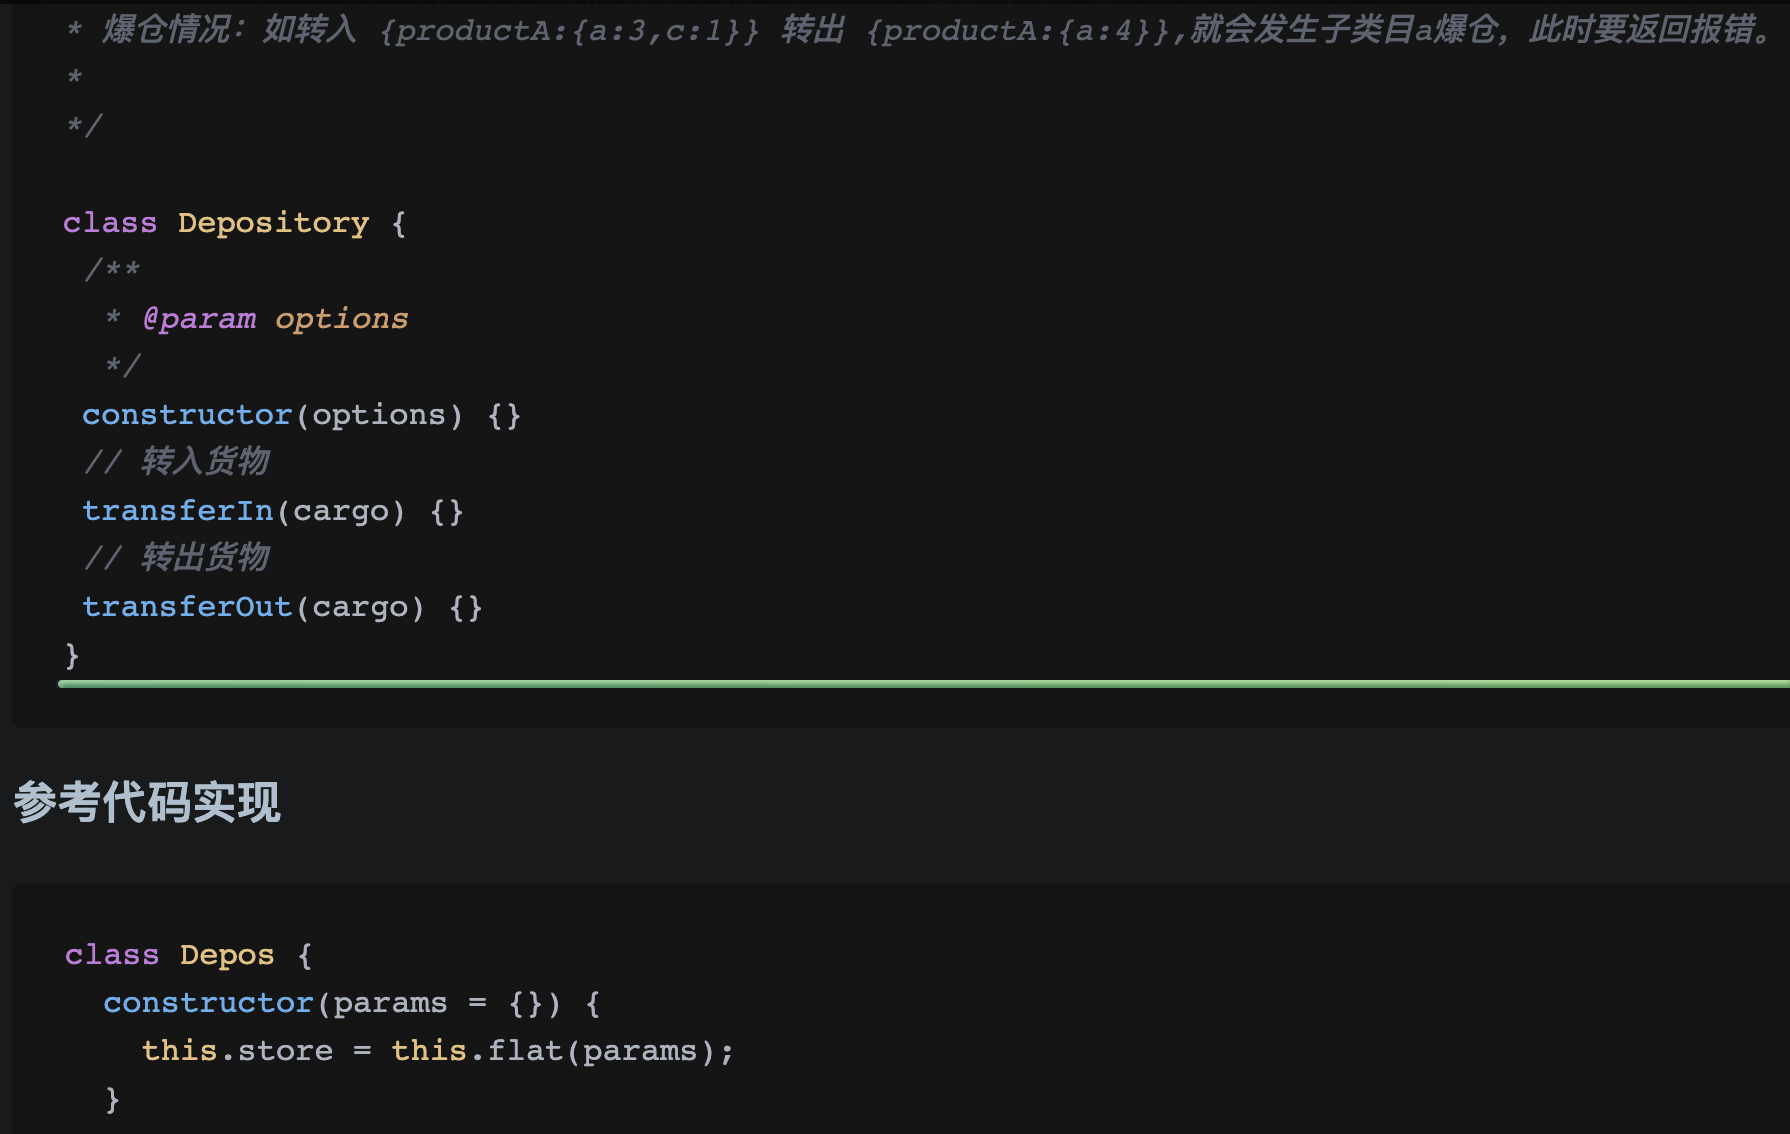 * 爆仓情况：如转入 {productA:{a:3,c:1}} 转出 {productA:{a:4}},就会发生子类目a爆仓，此时要返回报错。
*
*/
class Depository {
/**
* @param options
*/
constructor(options) {}
// 转入货物
transferIn(cargo) {}
// 转出货物
transferOut(cargo) {}
}
参考代码实现
class Depos {
constructor(params = {}) {
this.store = this.flat(params);
}